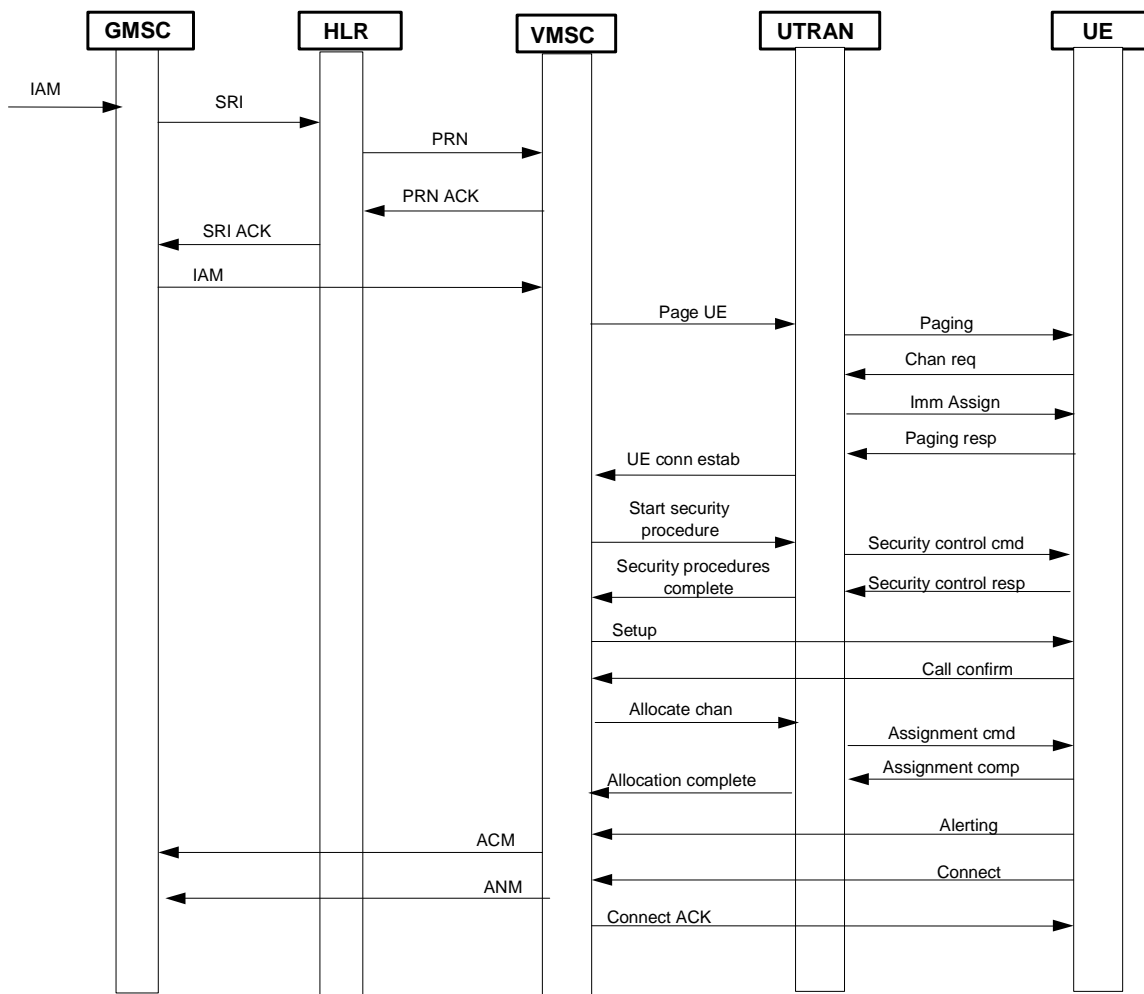 GMSC
HLR
VMSC
UTRAN
UE
IAM
SRI
PRN
PRN ACK
SRI ACK
IAM
Page UE
Paging
Chan req
Imm Assign
Paging resp
UE conn estab
Start security
procedure
Security control cmd
Security procedures
complete
Security control resp
Setup
Call confirm
Allocate chan
Assignment cmd
Assignment comp
Allocation complete
Alerting
ACM
Connect
ANM
Connect ACK